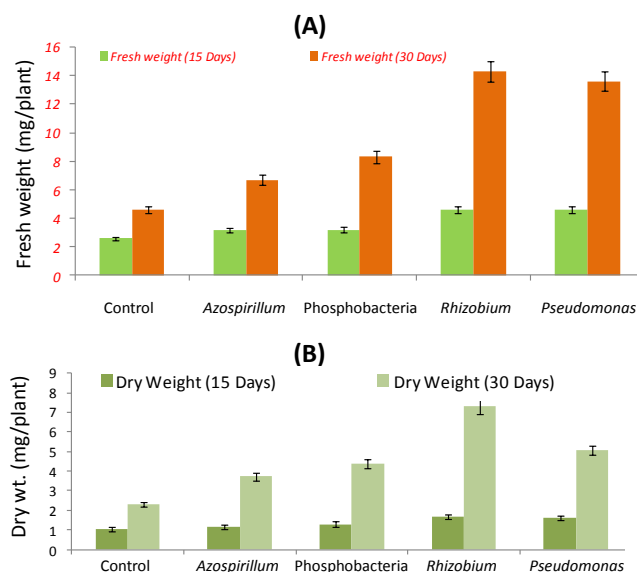 (A)
Fresh weight (15 Days) Fresh weight (30 Days)
Fresh weight (mg/plant)
16
14
12
10
8
6
4
2
0
Control Azospirillum Phosphobacteria Rhizobium Pseudomonas
(B)
Dry Weight (15 Days) Dry Weight (30 Days)
Dry wt. (mg/plant)
9
8
7
6
5
4
3
2
1
0
Control Azospirillum Phosphobacteria Rhizobium Pseudomonas